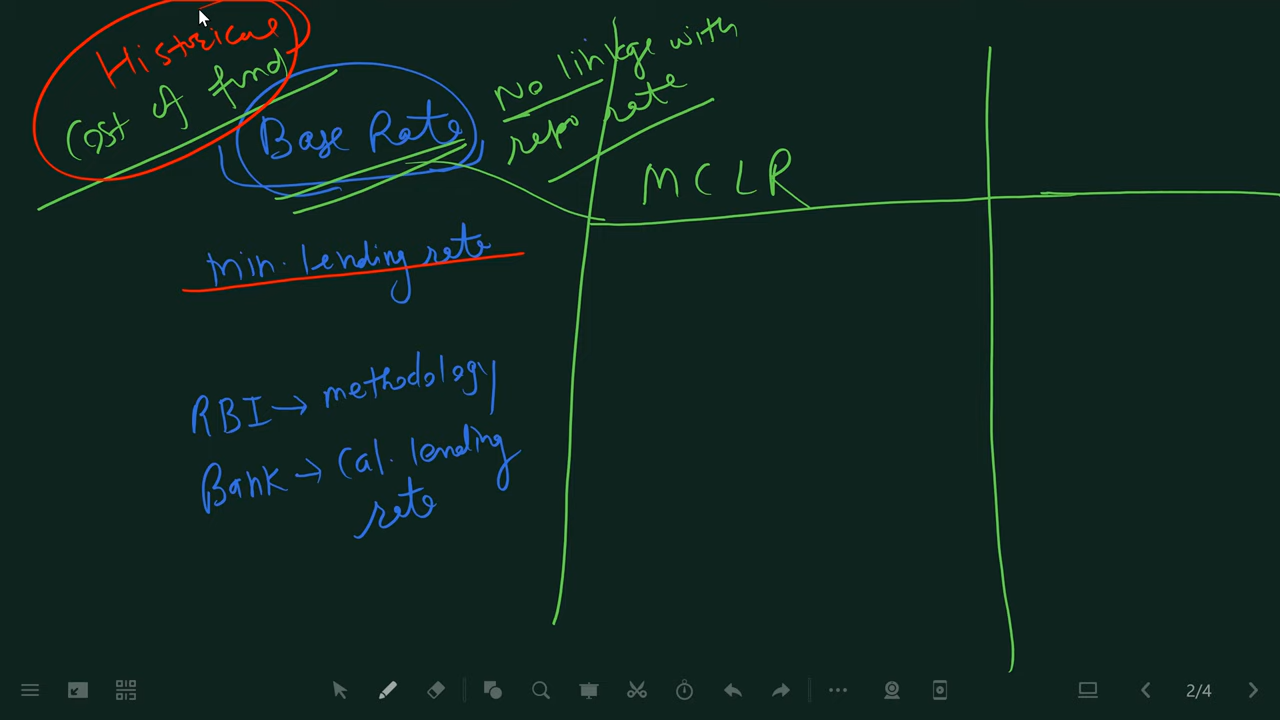 Historical
Cost of fund
Base Rate
No linkge with
repo rate
MCLR
Min. lending rate
RBI → methodology
Bank → Cal. lending
rate
2/4